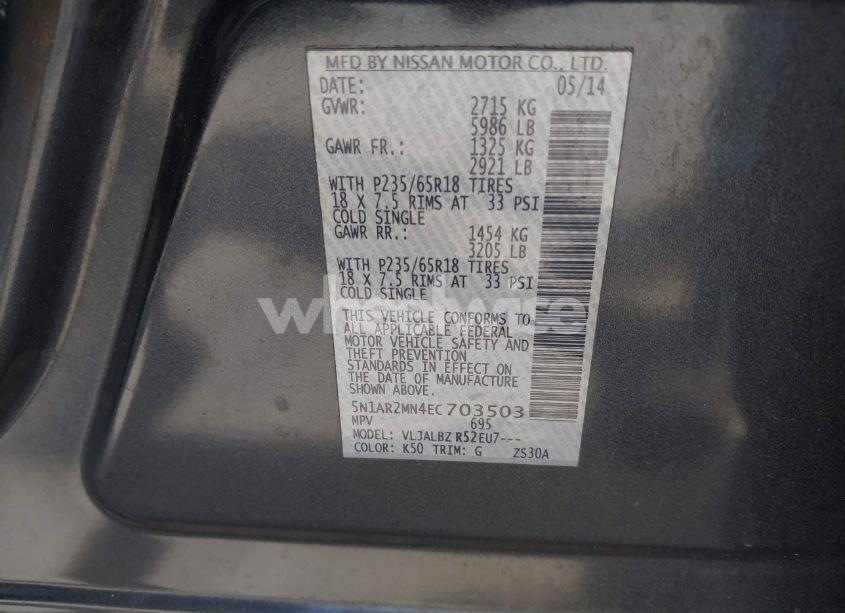 MFD BY NISSAN MOTOR CO., LTD.
DATE: 05/14
GVWR: 2715 KG
5986 LB
GAWR FR.: 1325 KG
2921 LB
WITH P235/65R18 TIRES
18 X 7.5 RIMS AT 33 PSI
COLD SINGLE
GAWR RR.: 1454 KG
3205 LB
WITH P235/65R18 TIRES
18 X 7.5 RIMS AT 33 PSI
COLD SINGLE
THIS VEHICLE CONFORMS TO
ALL APPLICABLE FEDERAL
MOTOR VEHICLE SAFETY AND
THEFT PREVENTION
STANDARDS IN EFFECT ON
THE DATE OF MANUFACTURE
SHOWN ABOVE.
5N1AR2MN4EC703503
MPV 695
MODEL: VLJALBZ R52EU7---
COLOR: K50 TRIM: G ZS30A